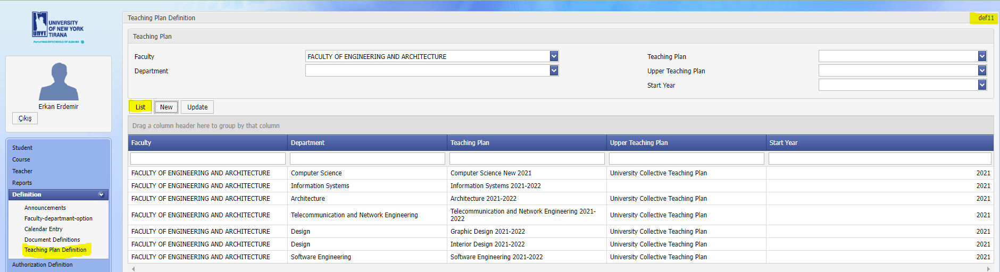 UNIVERSITY
OF NEW YORK
TIRANA
UNYT
Part of MAARIF SCHOOLS OF ALBANIA
Erkan Erdemir
Çıkış
Student
Course
Teacher
Reports
Definition
Announcements
Faculty-departmant-option
Calendar Entry
Document Definitions
Teaching Plan Definition
Authorization Definition
Teaching Plan Definition def11
Teaching Plan
Faculty FACULTY OF ENGINEERING AND ARCHITECTURE Teaching Plan
Department Upper Teaching Plan
Start Year
List New Update
Drag a column header here to group by that column
Faculty Department Teaching Plan Upper Teaching Plan Start Year
FACULTY OF ENGINEERING AND ARCHITECTURE Computer Science Computer Science New 2021 University Collective Teaching Plan 2021
FACULTY OF ENGINEERING AND ARCHITECTURE Information Systems Information Systems 2021-2022 2021
FACULTY OF ENGINEERING AND ARCHITECTURE Architecture Architecture 2021-2022 University Collective Teaching Plan 2021
FACULTY OF ENGINEERING AND ARCHITECTURE Telecommunication and Network Engineering Telecommunication and Network Engineering 2021-
2022 University Collective Teaching Plan 2021
FACULTY OF ENGINEERING AND ARCHITECTURE Design Graphic Design 2021-2022 University Collective Teaching Plan 2021
FACULTY OF ENGINEERING AND ARCHITECTURE Design Interior Design 2021-2022 University Collective Teaching Plan 2021
FACULTY OF ENGINEERING AND ARCHITECTURE Software Engineering Software Engineering 2021-2022 University Collective Teaching Plan 2021